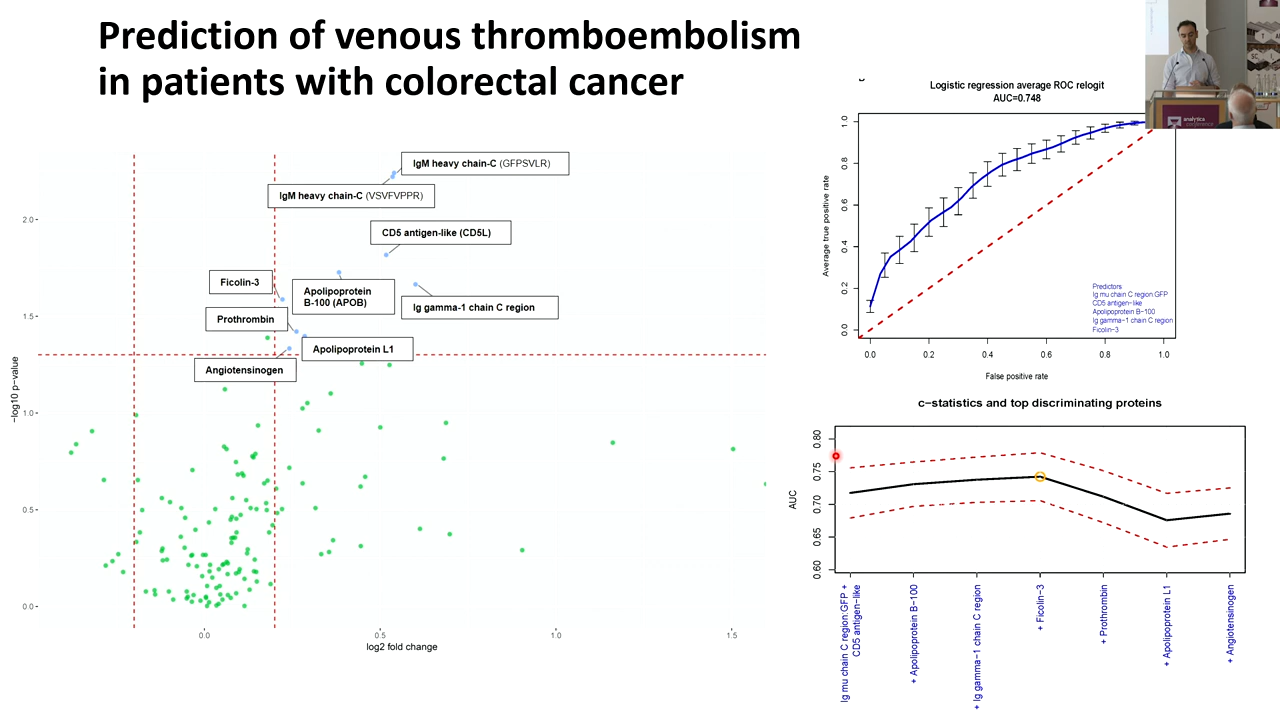 Prediction of venous thromboembolism
in patients with colorectal cancer
IgM heavy chain-C (GFPSVLR)
IgM heavy chain-C (VSVFVPPR)
CD5 antigen-like (CD5L)
Ficolin-3
Apolipoprotein
B-100 (APOB)
Ig gamma-1 chain C region
Prothrombin
Apolipoprotein L1
Angiotensinogen
-log10 p-value
2.0
1.5
1.0
0.5
0.0
0.0 0.5 1.0 1.5
log2 fold change
Logistic regression average ROC relogit
AUC=0.748
Average true positive rate
1.0
0.8
0.6
0.4
0.2
0.0
Predictors
Ig mu chain C region:GFP
CD5 antigen-like
Apolipoprotein B-100
Ig gamma-1 chain C region
Ficolin-3
0.0 0.2 0.4 0.6 0.8 1.0
False positive rate
c-statistics and top discriminating proteins
AUC
0.80
0.75
0.70
0.65
0.60
Ig mu chain C region:GFP +
CD5 antigen-like
+ Apolipoprotein B-100
+ Ig gamma-1 chain C region
+ Ficolin-3
+ Prothrombin
+ Apolipoprotein L1
+ Angiotensinogen
analytica
conference